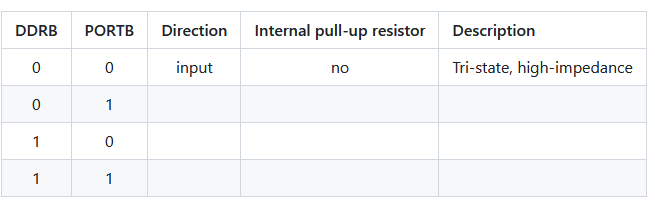 DDRB PORTB Direction Internal pull-up resistor Description
0 0 input no Tri-state, high-impedance
0 1
1 0
1 1